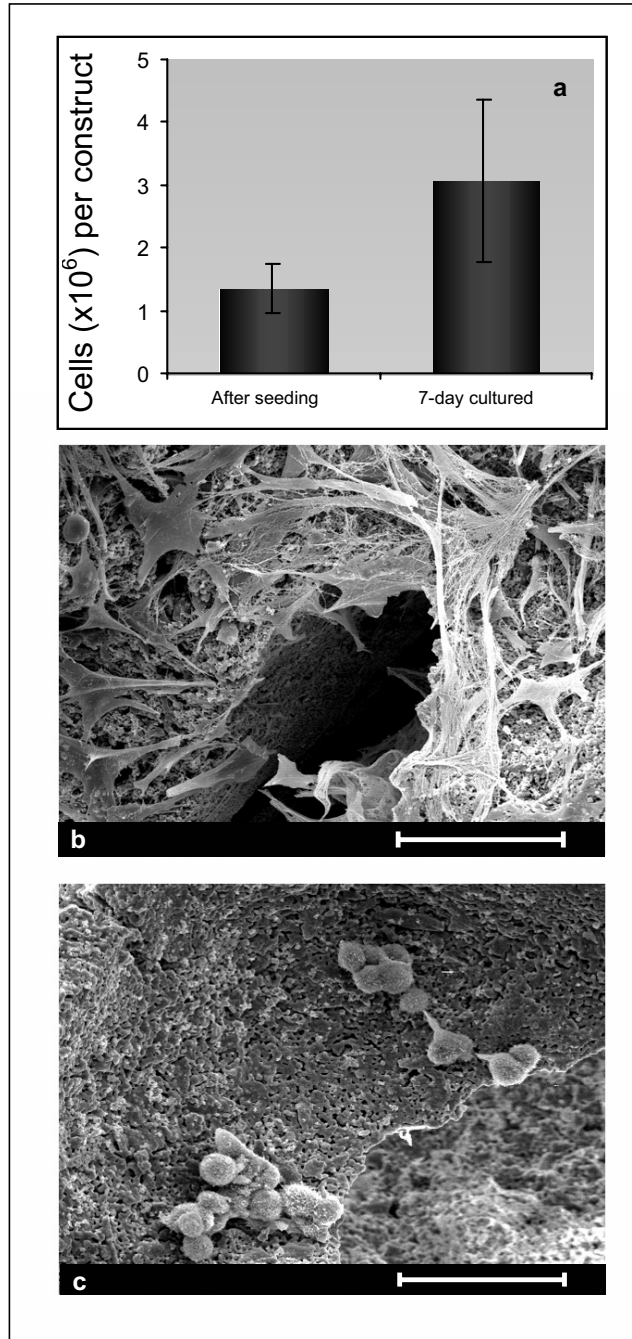 Cells (x10⁶) per construct
5
4
3
2
1
0
a
After seeding
7-day cultured
b
c